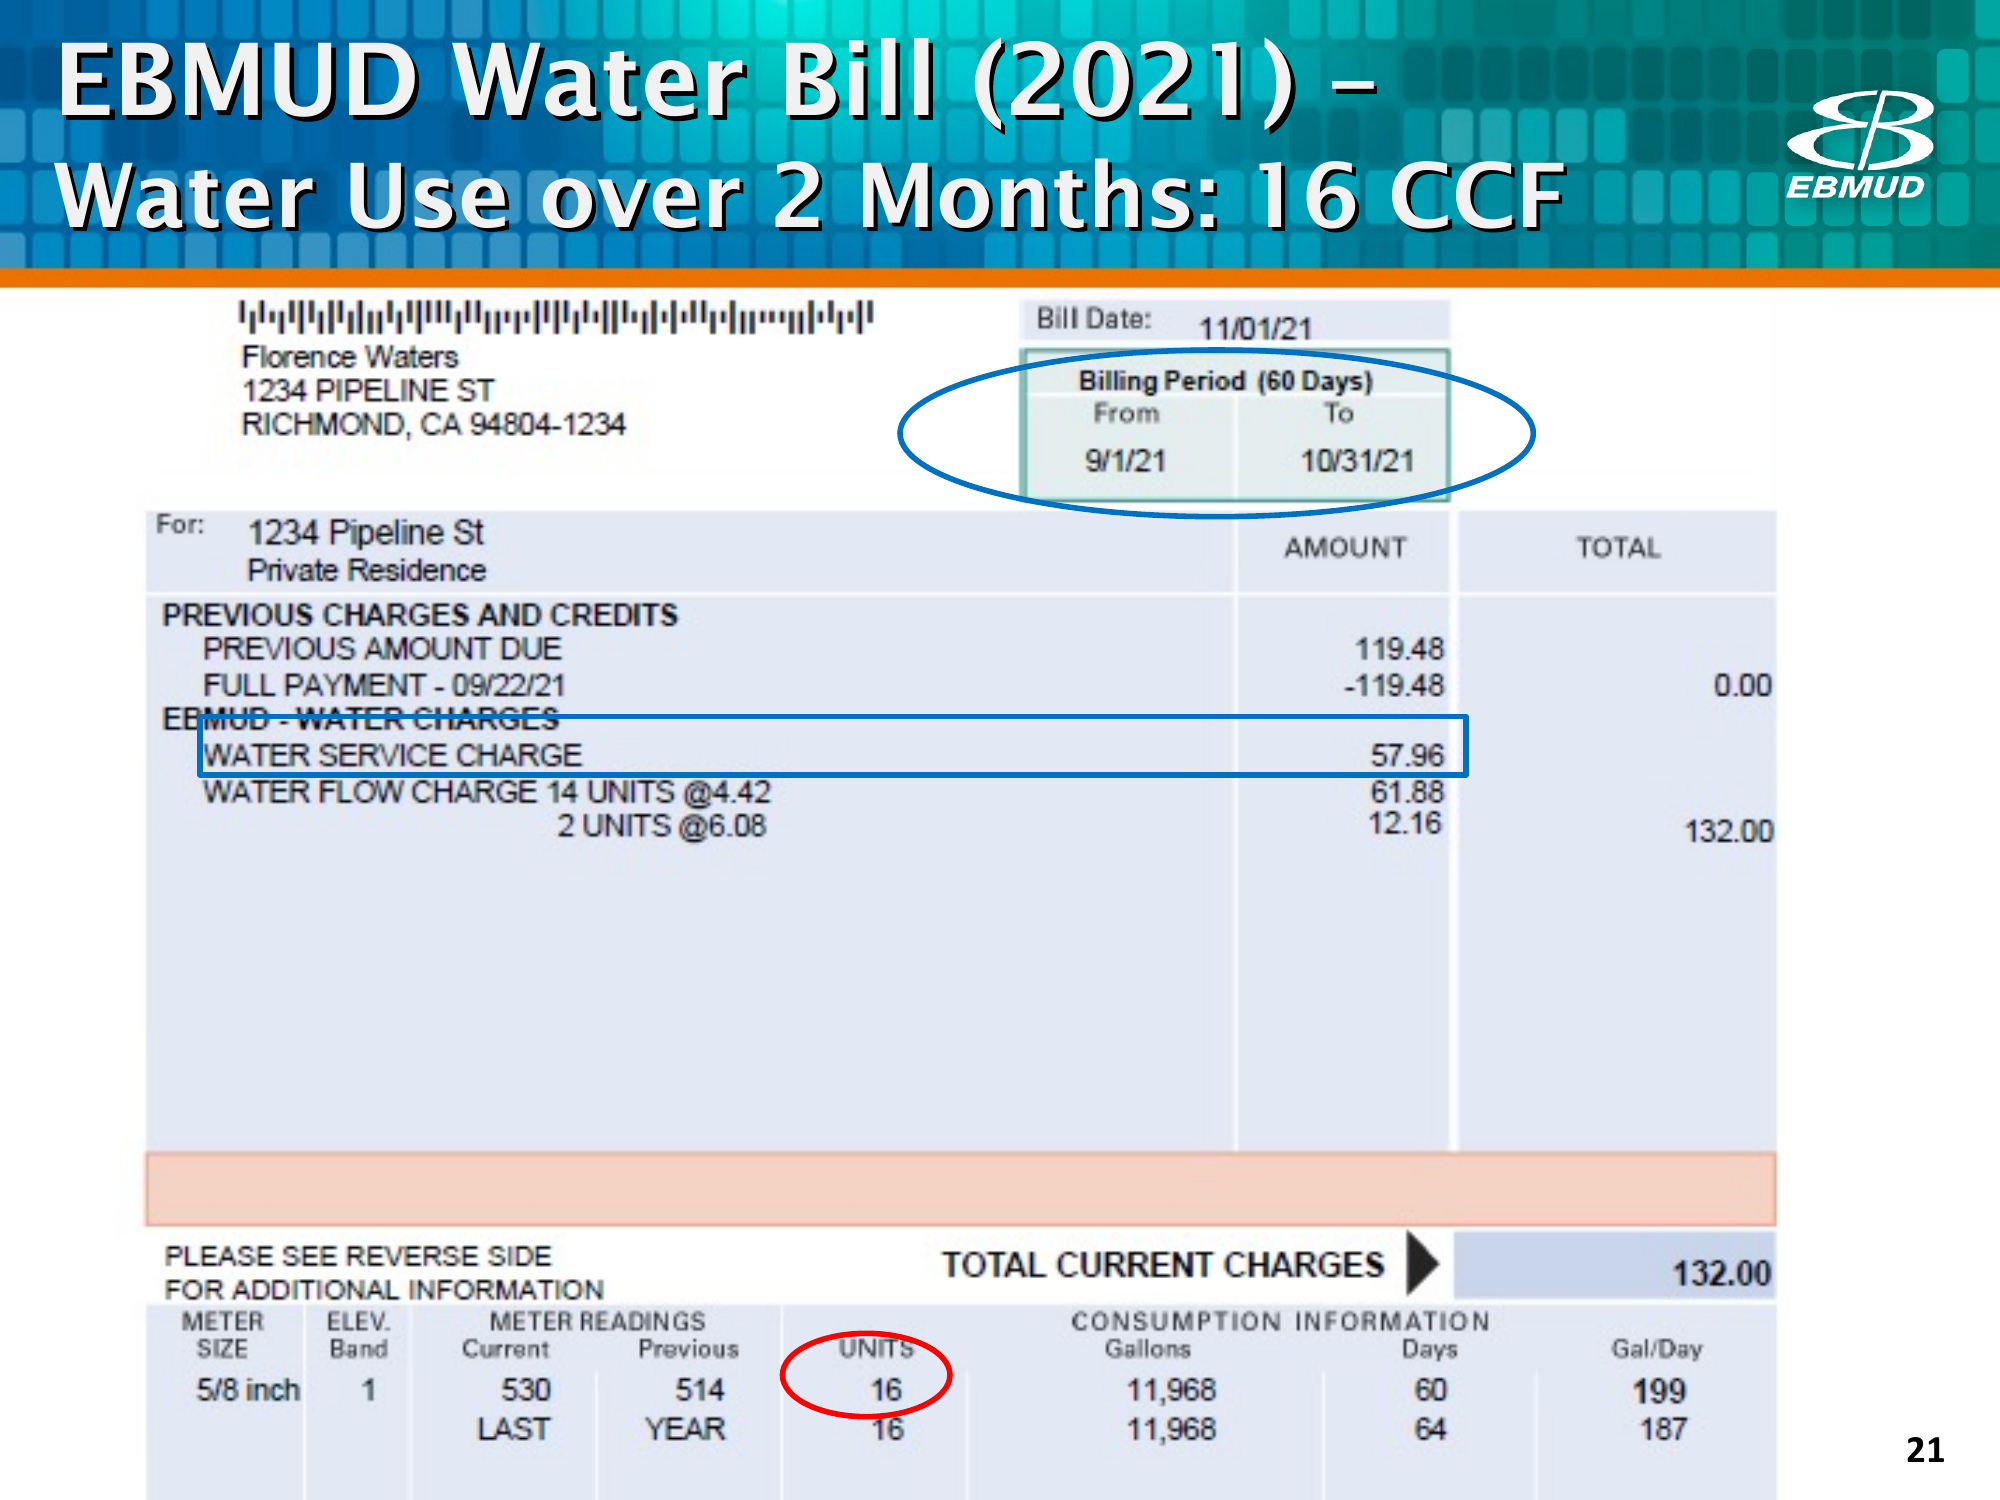 EBMUD Water Bill (2021) –
Water Use over 2 Months: 16 CCF
EBMUD
Florence Waters
1234 PIPELINE ST
RICHMOND, CA 94804-1234
Bill Date: 11/01/21
Billing Period (60 Days)
From To
9/1/21 10/31/21
For: 1234 Pipeline St
Private Residence
AMOUNT TOTAL
PREVIOUS CHARGES AND CREDITS
PREVIOUS AMOUNT DUE 119.48
FULL PAYMENT - 09/22/21 -119.48 0.00
EBMUD - WATER CHARGES
WATER SERVICE CHARGE 57.96
WATER FLOW CHARGE 14 UNITS @4.42 61.88
2 UNITS @6.08 12.16 132.00
PLEASE SEE REVERSE SIDE
FOR ADDITIONAL INFORMATION
TOTAL CURRENT CHARGES 132.00
METER ELEV. METER READINGS CONSUMPTION INFORMATION
SIZE Band Current Previous UNITS Gallons Days Gal/Day
5/8 inch 1 530 514 16 11,968 60 199
LAST YEAR 16 11,968 64 187
21